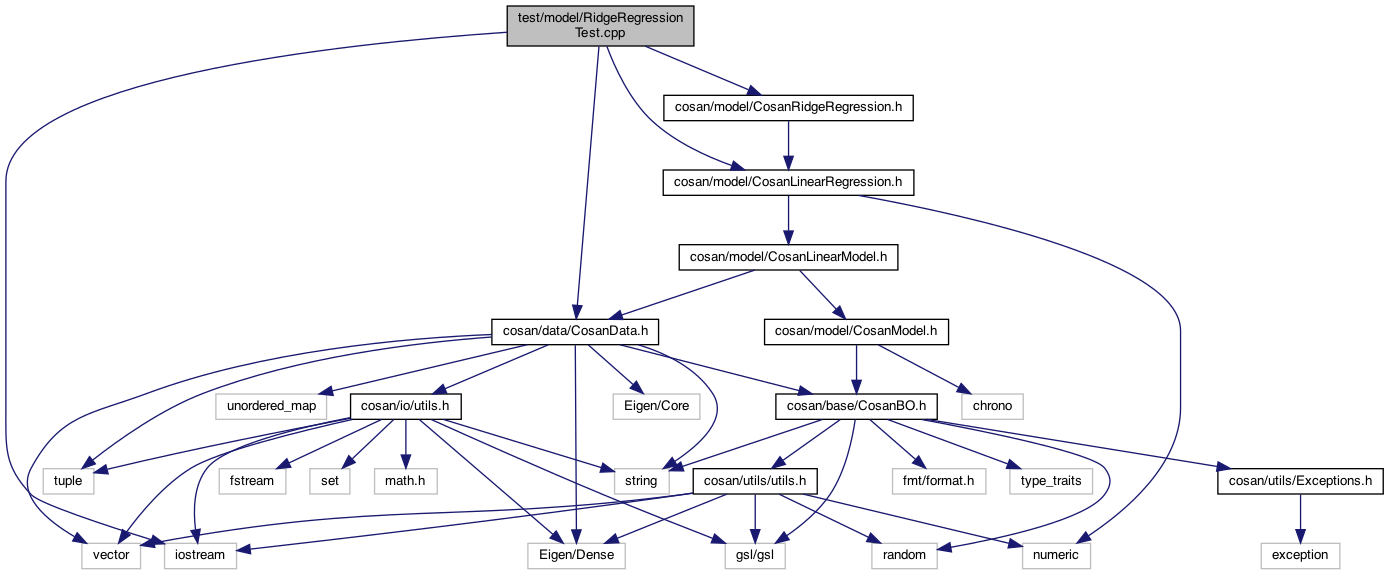 test/model/RidgeRegression
Test.cpp
cosan/model/CosanRidgeRegression.h
cosan/model/CosanLinearRegression.h
cosan/model/CosanLinearModel.h
cosan/data/CosanData.h
cosan/model/CosanModel.h
unordered_map
cosan/io/utils.h
Eigen/Core
cosan/base/CosanBO.h
chrono
tuple
fstream
set
math.h
string
cosan/utils/utils.h
fmt/format.h
type_traits
cosan/utils/Exceptions.h
vector
iostream
Eigen/Dense
gsl/gsl
random
numeric
exception